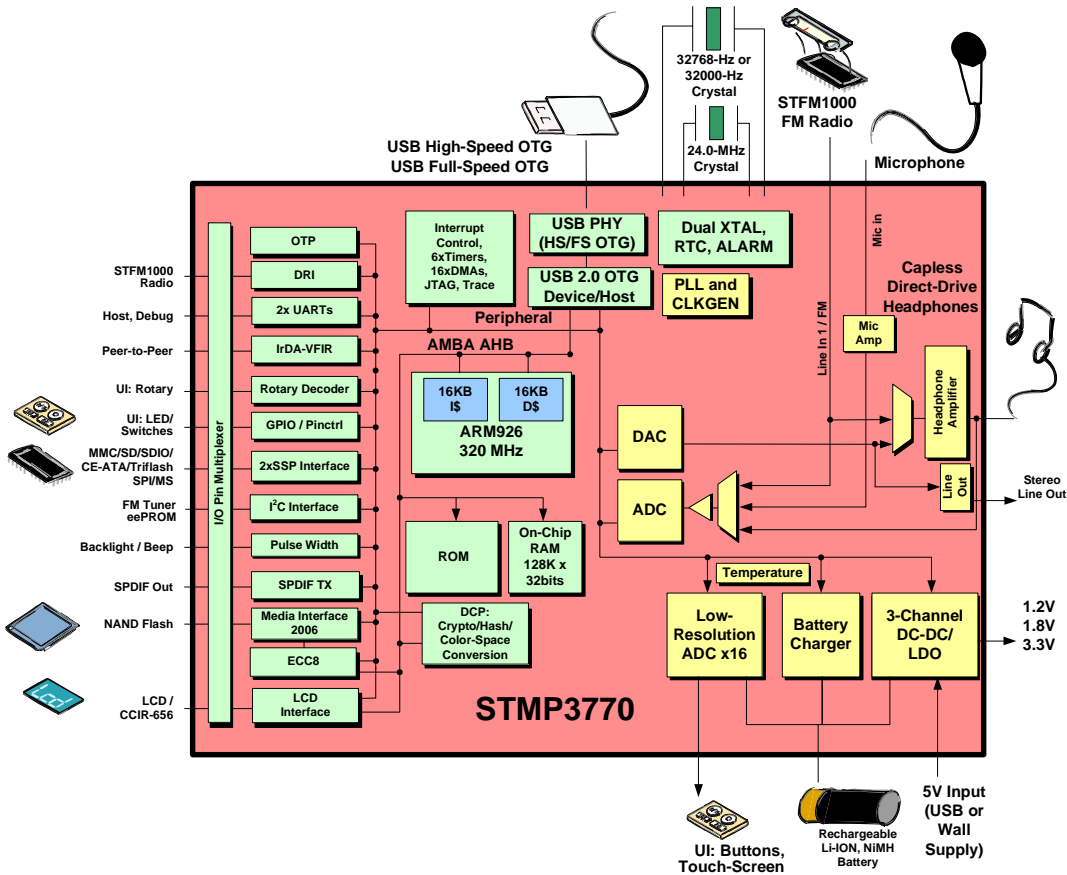 32768-Hz or
32000-Hz
Crystal
24.0-MHz
Crystal
STFM1000
FM Radio
Microphone
USB High-Speed OTG
USB Full-Speed OTG
OTP
DRI
2x UARTs
IrDA-VFIR
Rotary Decoder
GPIO / Pinctrl
2xSSP Interface
I²C Interface
Pulse Width
SPDIF TX
Media Interface
2006
ECC8
LCD
Interface
I/O Pin Multiplexer
STFM1000
Radio
Host, Debug
Peer-to-Peer
UI: Rotary
UI: LED/
Switches
MMC/SD/SDIO/
CE-ATA/Triflash
SPI/MS
FM Tuner
eePROM
Backlight / Beep
SPDIF Out
NAND Flash
LCD /
CCIR-656
Lcd
Interrupt
Control,
6xTimers,
16xDMAs,
JTAG, Trace
USB PHY
(HS/FS OTG)
USB 2.0 OTG
Device/Host
Dual XTAL,
RTC, ALARM
PLL and
CLKGEN
Peripheral
AMBA AHB
16KB
I$
16KB
D$
ARM926
320 MHz
ROM
On-Chip
RAM
128K x
32bits
DCP:
Crypto/Hash/
Color-Space
Conversion
DAC
ADC
Line In 1 / FM
Mic in
Mic
Amp
Capless
Direct-Drive
Headphones
Headphone
Amplifier
Line
Out
Stereo
Line Out
Temperature
Low-
Resolution
ADC x16
Battery
Charger
3-Channel
DC-DC/
LDO
1.2V
1.8V
3.3V
STMP3770
UI: Buttons,
Touch-Screen
Rechargeable
Li-ION, NiMH
Battery
5V Input
(USB or
Wall
Supply)